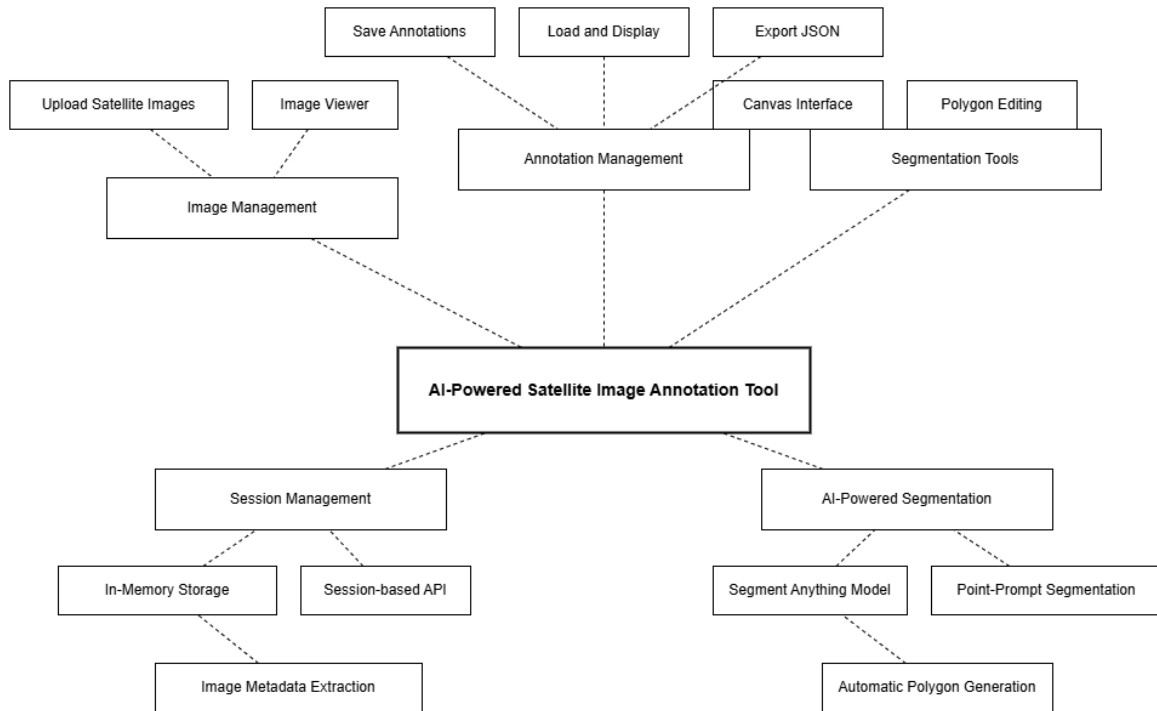 Save Annotations
Load and Display
Export JSON
Upload Satellite Images
Image Viewer
Canvas Interface
Polygon Editing
Annotation Management
Segmentation Tools
Image Management
AI-Powered Satellite Image Annotation Tool
Session Management
AI-Powered Segmentation
In-Memory Storage
Session-based API
Segment Anything Model
Point-Prompt Segmentation
Image Metadata Extraction
Automatic Polygon Generation